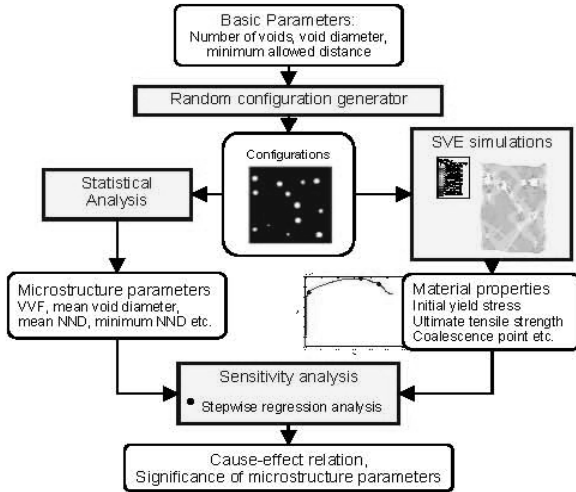 Basic Parameters:
Number of voids, void diameter,
minimum allowed distance
Random configuration generator
Configurations
SVE simulations
Statistical
Analysis
Microstructure parameters
VVF, mean void diameter,
mean NND, minimum NND etc.
Material properties
Initial yield stress
Ultimate tensile strength
Coalescence point etc.
Sensitivity analysis
• Stepwise regression analysis
Cause-effect relation,
Significance of microstructure parameters